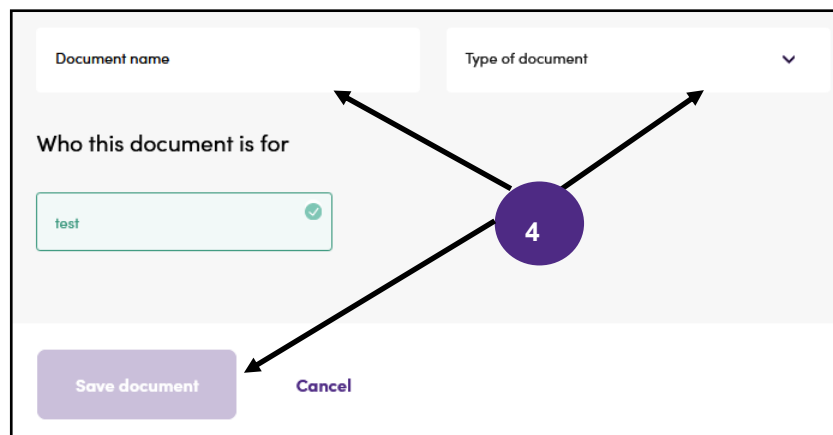 Document name
Type of document
Who this document is for
test
4
Save document
Cancel